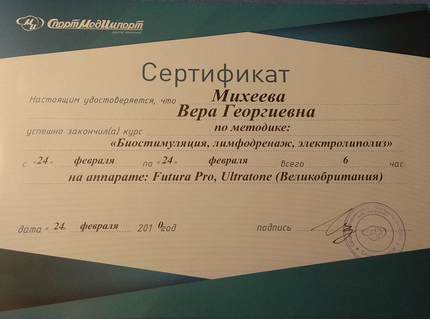 СпортМедИмпорт
Сертификат
Настоящим удостоверяется, что Михеева
Вера Георгиевна
успешно закончил(а) курс по методике:
«Биостимуляция, лимфодренаж, электролиполиз»
с «24» февраля по «24» февраля всего 6 час.
на аппарате: Futura Pro, Ultratone (Великобритания)
дата «24» февраля 2010 год подпись